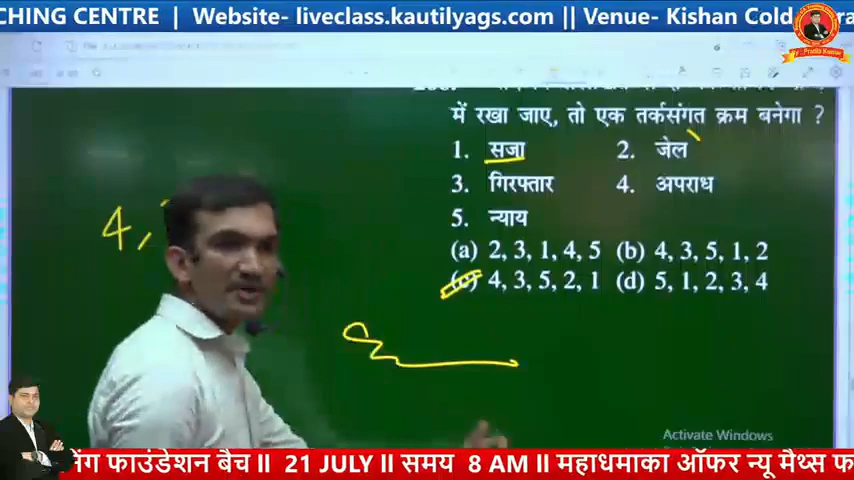 CHING CENTRE | Website- liveclass.kautilyags.com || Venue- Kishan Cold
में रखा जाए, तो एक तर्कसंगत क्रम बनेगा ?
1. सजा 2. जेल
3. गिरफ्तार 4. अपराध
5. न्याय
(a) 2, 3, 1, 4, 5 (b) 4, 3, 5, 1, 2
(c) 4, 3, 5, 2, 1 (d) 5, 1, 2, 3, 4
4,
Activate Windows
फाउंडेशन बैच II 21 JULY II समय 8 AM II महाधमाका ऑफर न्यू मैथ्स